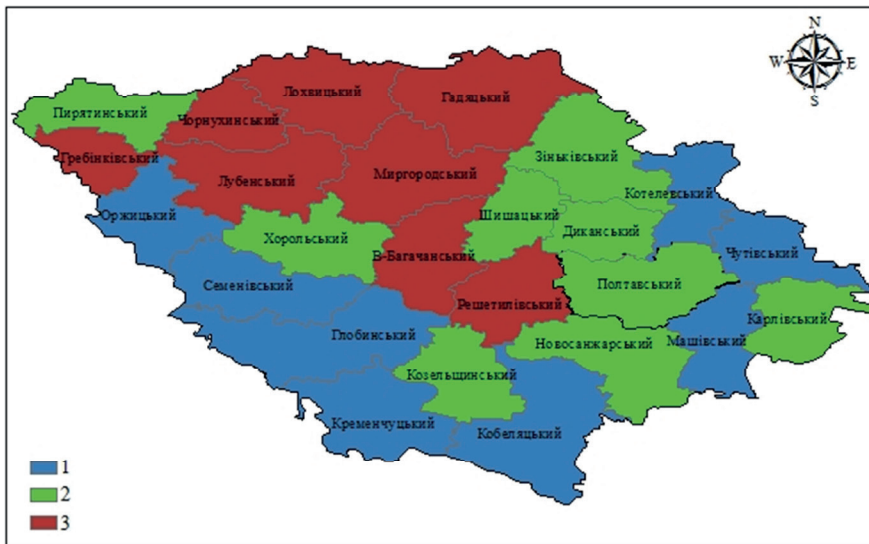 N
W E
S
Лохвицький
Гадяцький
Пирятинський
Чорнухинський
Гребінківський
Зіньківський
Лубенський
Миргородський
Котелевський
Оржицький
Шишацький
Диканський
Хорольський
В-Багачанський
Чутівський
Семенівський
Полтавський
Решетилівський
Карлівський
Глобинський
Новосанжарський
Машівський
Козельщинський
Кременчуцький
Кобеляцький
1
2
3